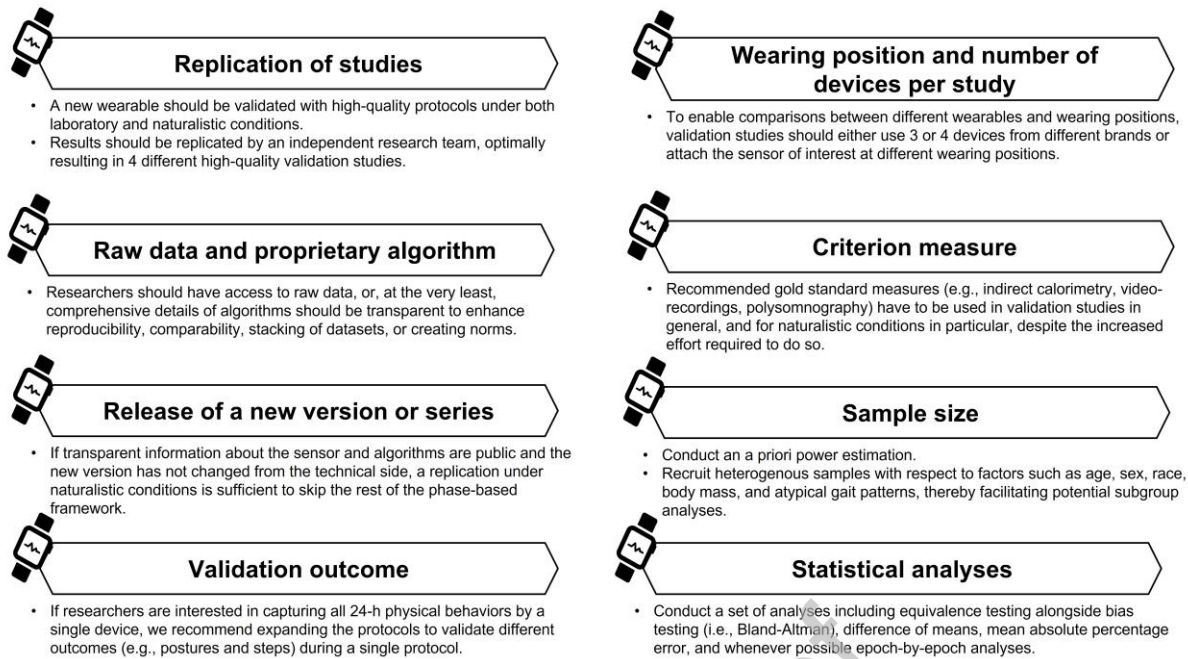 Replication of studies
• A new wearable should be validated with high-quality protocols under both
laboratory and naturalistic conditions.
• Results should be replicated by an independent research team, optimally
resulting in 4 different high-quality validation studies.
Raw data and proprietary algorithm
• Researchers should have access to raw data, or, at the very least,
comprehensive details of algorithms should be transparent to enhance
reproducibility, comparability, stacking of datasets, or creating norms.
Release of a new version or series
• If transparent information about the sensor and algorithms are public and the
new version has not changed from the technical side, a replication under
naturalistic conditions is sufficient to skip the rest of the phase-based
framework.
Validation outcome
• If researchers are interested in capturing all 24-h physical behaviors by a
single device, we recommend expanding the protocols to validate different
outcomes (e.g., postures and steps) during a single protocol.
Wearing position and number of
devices per study
• To enable comparisons between different wearables and wearing positions,
validation studies should either use 3 or 4 devices from different brands or
attach the sensor of interest at different wearing positions.
Criterion measure
• Recommended gold standard measures (e.g., indirect calorimetry, video-
recordings, polysomnography) have to be used in validation studies in
general, and for naturalistic conditions in particular, despite the increased
effort required to do so.
Sample size
• Conduct an a priori power estimation.
• Recruit heterogenous samples with respect to factors such as age, sex, race,
body mass, and atypical gait patterns, thereby facilitating potential subgroup
analyses.
Statistical analyses
• Conduct a set of analyses including equivalence testing alongside bias
testing (i.e., Bland-Altman), difference of means, mean absolute percentage
error, and whenever possible epoch-by-epoch analyses.